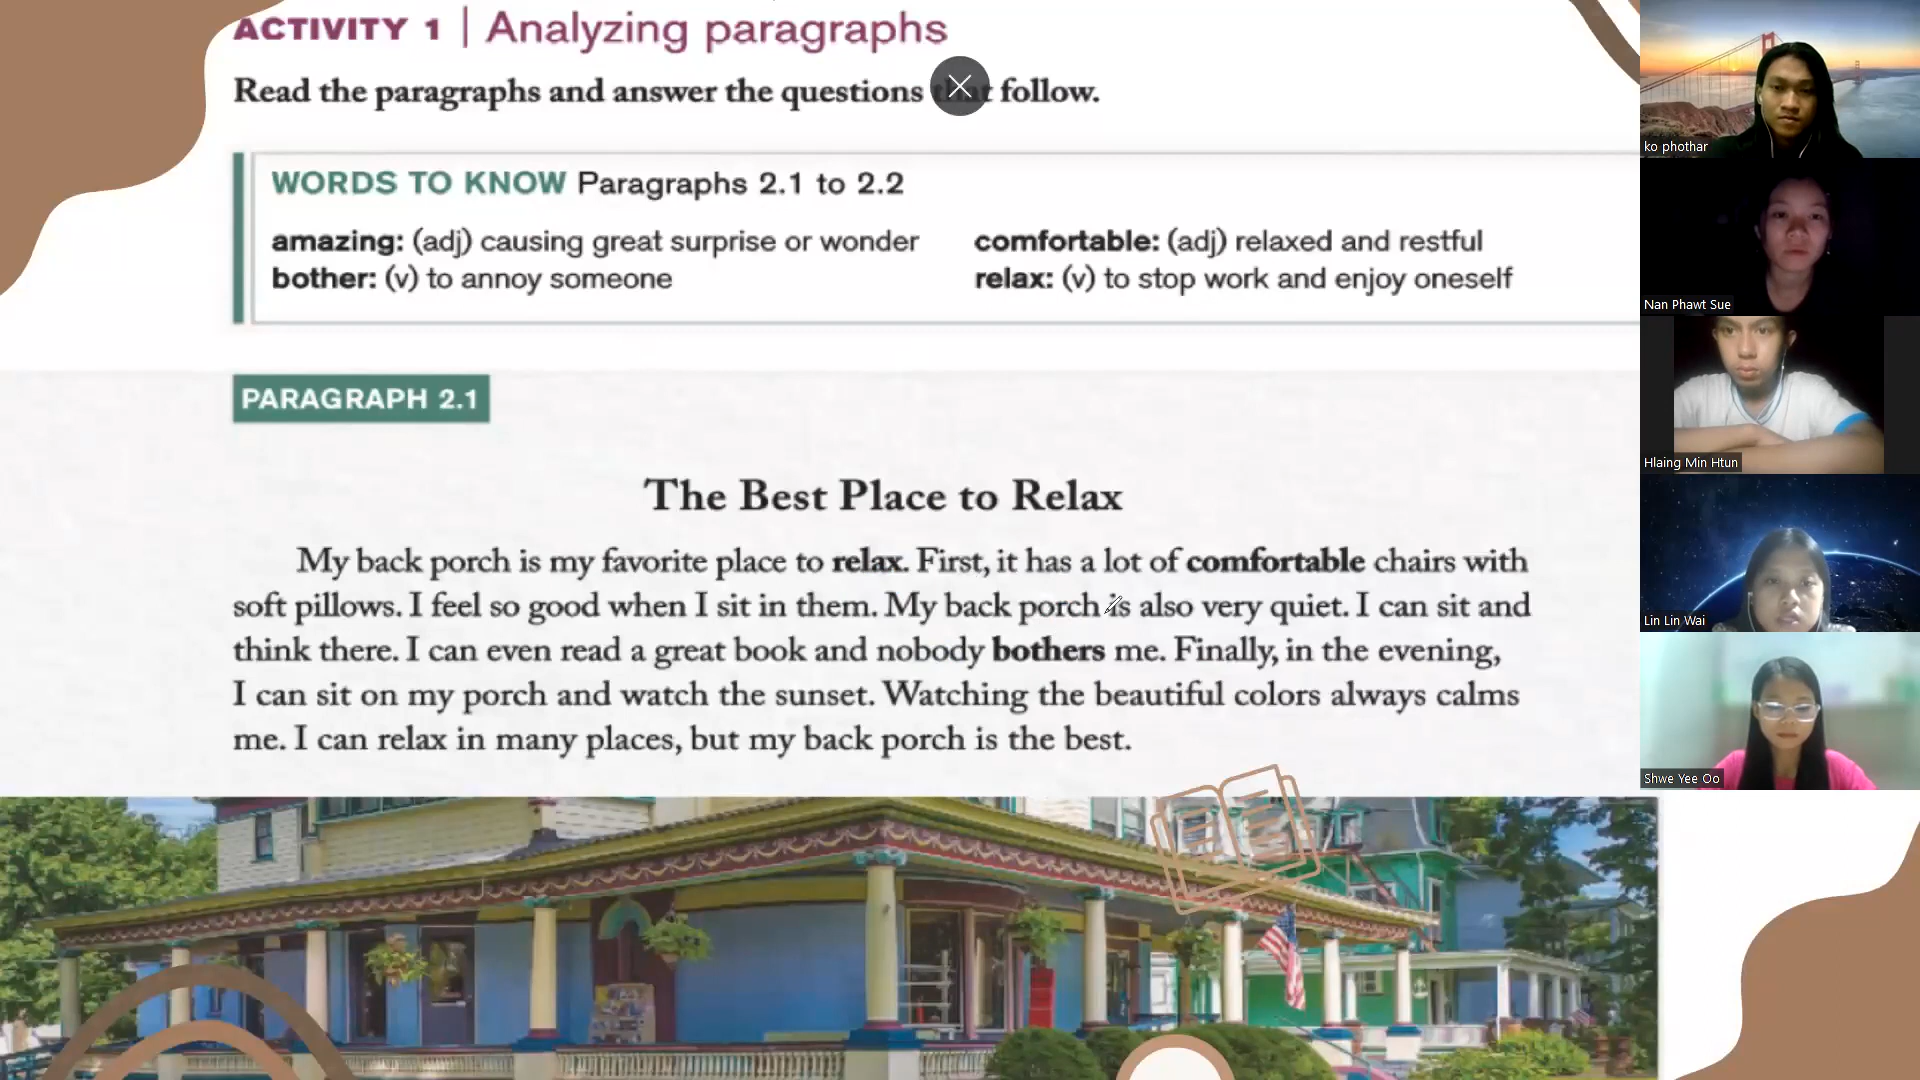 ACTIVITY 1 | Analyzing paragraphs
Read the paragraphs and answer the questions that follow.
WORDS TO KNOW Paragraphs 2.1 to 2.2
amazing: (adj) causing great surprise or wonder
bother: (v) to annoy someone
comfortable: (adj) relaxed and restful
relax: (v) to stop work and enjoy oneself
PARAGRAPH 2.1
The Best Place to Relax
My back porch is my favorite place to relax. First, it has a lot of comfortable chairs with
soft pillows. I feel so good when I sit in them. My back porch is also very quiet. I can sit and
think there. I can even read a great book and nobody bothers me. Finally, in the evening,
I can sit on my porch and watch the sunset. Watching the beautiful colors always calms
me. I can relax in many places, but my back porch is the best.
ko phothar
Nan Phawt Sue
Hlaing Min Htun
Lin Lin Wai
Shwe Yee Oo